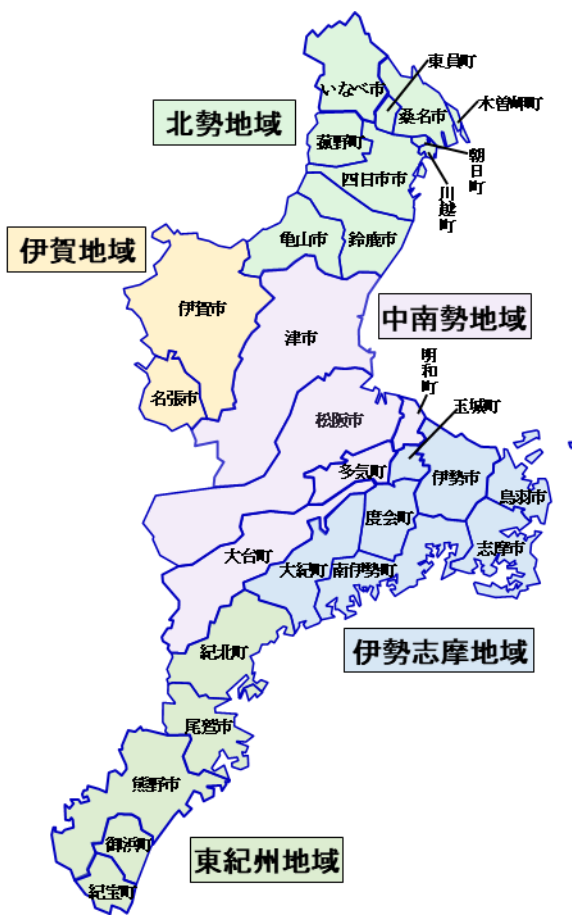 いなべ市
東員町
桑名市
木曽岬町
北勢地域
菰野町
朝日町
四日市市
川越町
亀山市
鈴鹿市
伊賀地域
伊賀市
中南勢地域
津市
明和町
名張市
玉城町
松阪市
多気町
伊勢市
鳥羽市
度会町
志摩市
大台町
大紀町
南伊勢町
伊勢志摩地域
紀北町
尾鷲市
熊野市
御浜町
東紀州地域
紀宝町